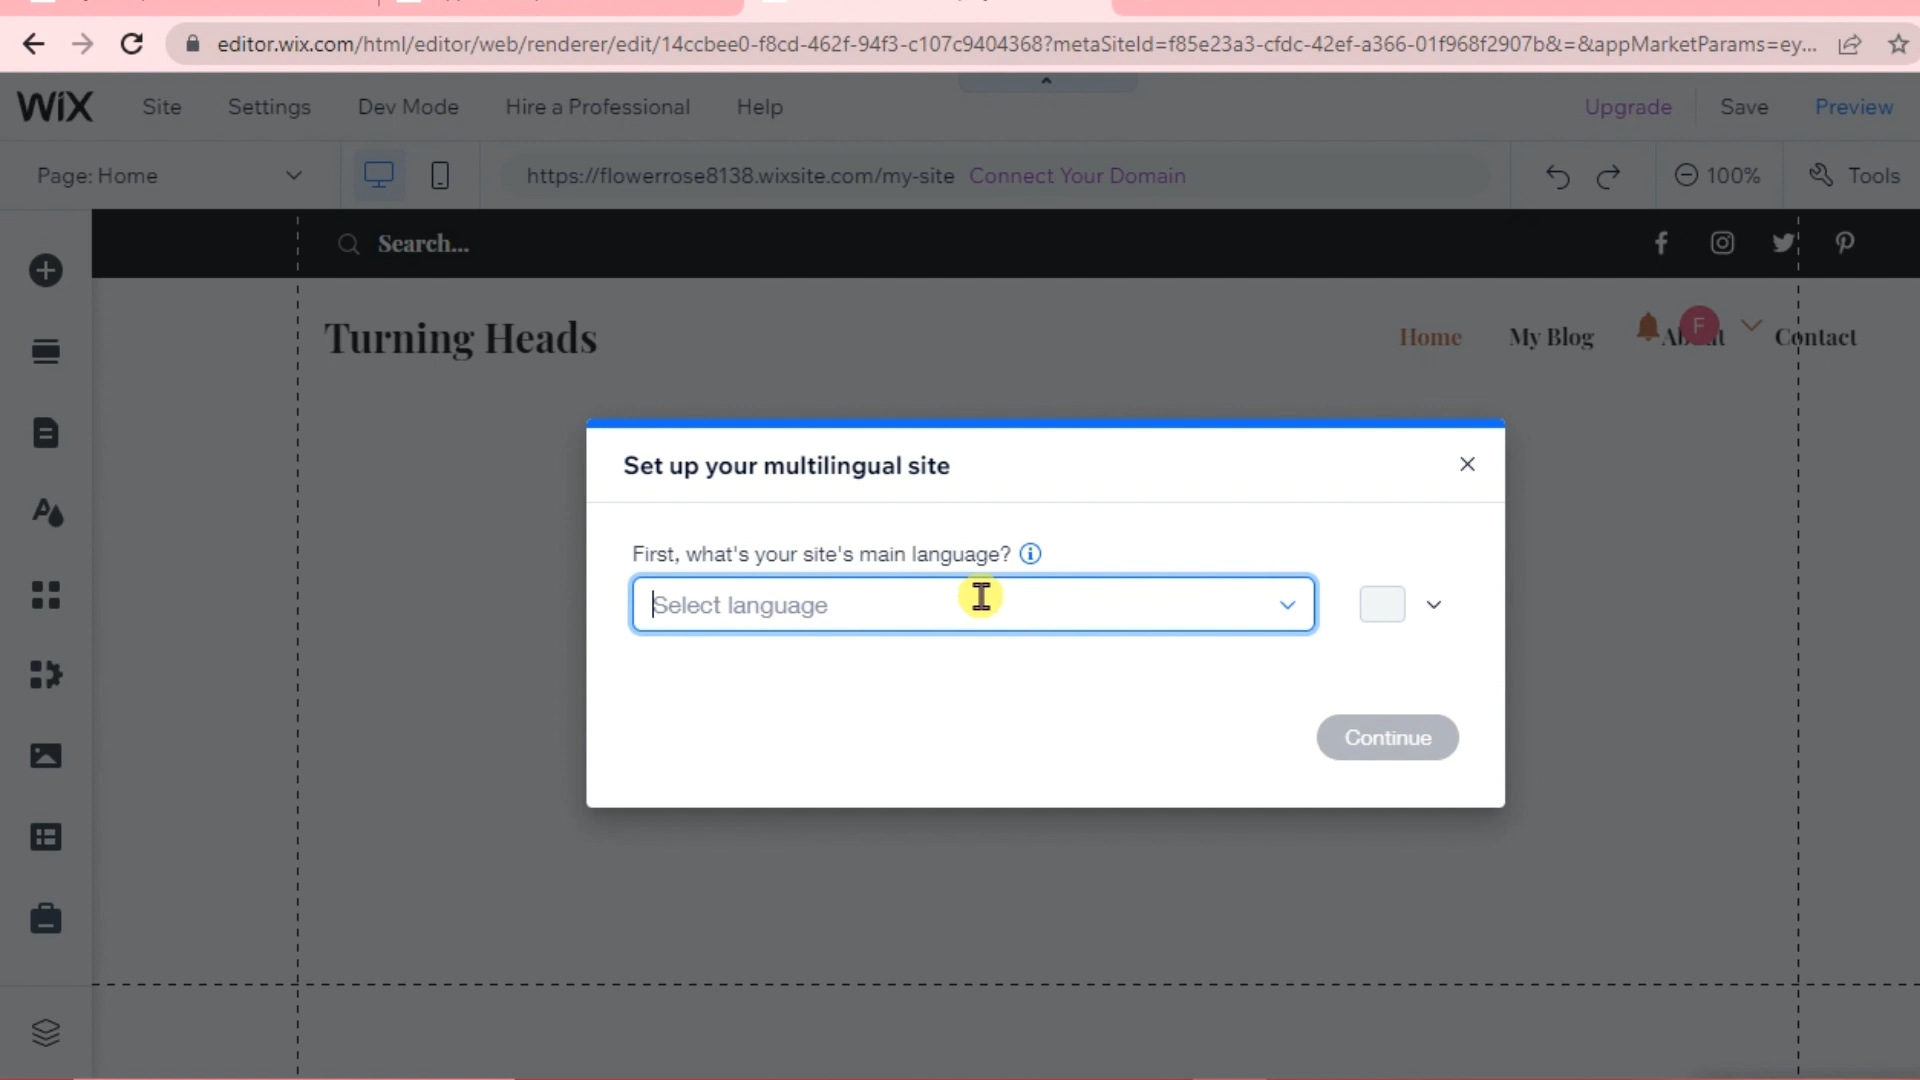 editor.wix.com/html/editor/web/renderer/edit/14ccbee0-f8cd-462f-94f3-c107c9404368?metaSiteId=f85e23a3-cfdc-42ef-a366-01f968f2907b&=&appMarketParams=ey...
WiX Site Settings Dev Mode Hire a Professional Help Upgrade Save Preview
Page: Home https://flowerrose8138.wixsite.com/my-site Connect Your Domain 100% Tools
Search...
Turning Heads Home My Blog About F Contact
Set up your multilingual site
First, what's your site's main language?
Select language
Continue